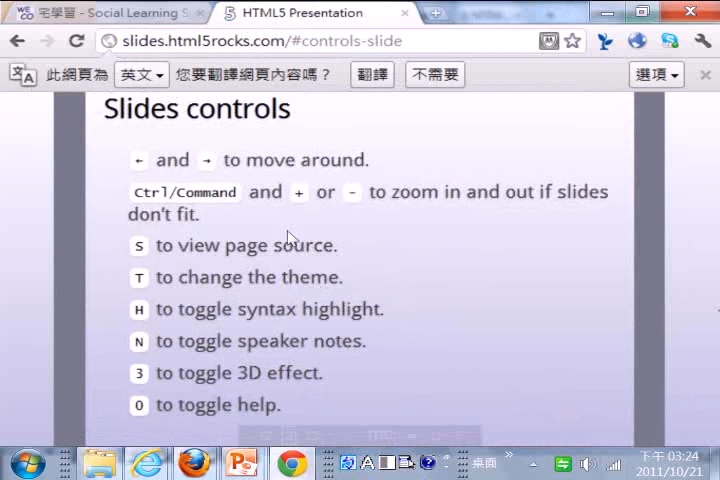 宅學習 - Social Learning S
HTML5 Presentation
slides.html5rocks.com/#controls-slide
此網頁為 英文 您要翻譯網頁內容嗎？ 翻譯 不需要 選項
Slides controls
← and → to move around.
Ctrl/Command and + or - to zoom in and out if slides
don't fit.
S to view page source.
T to change the theme.
H to toggle syntax highlight.
N to toggle speaker notes.
3 to toggle 3D effect.
0 to toggle help.
桌面
下午 03:24
2011/10/21